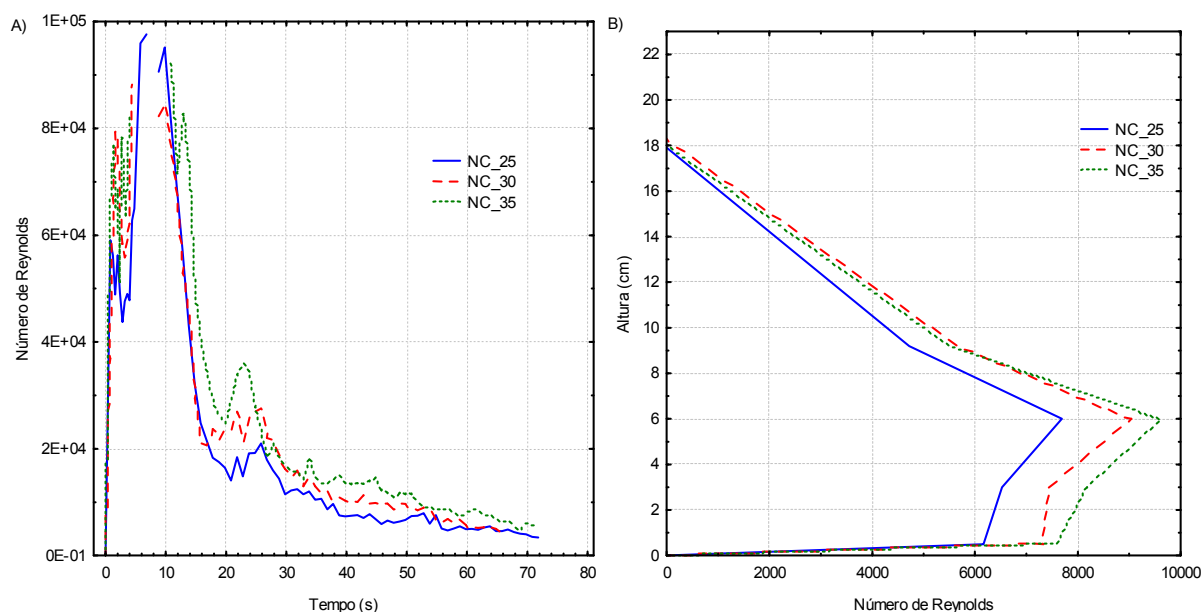 A)
Número de Reynolds
1E+05
8E+04
6E+04
4E+04
2E+04
0E-01
0 10 20 30 40 50 60 70 80
Tempo (s)
NC_25
NC_30
NC_35
B)
Altura (cm)
22
20
18
16
14
12
10
8
6
4
2
0
0 2000 4000 6000 8000 10000
Número de Reynolds
NC_25
NC_30
NC_35